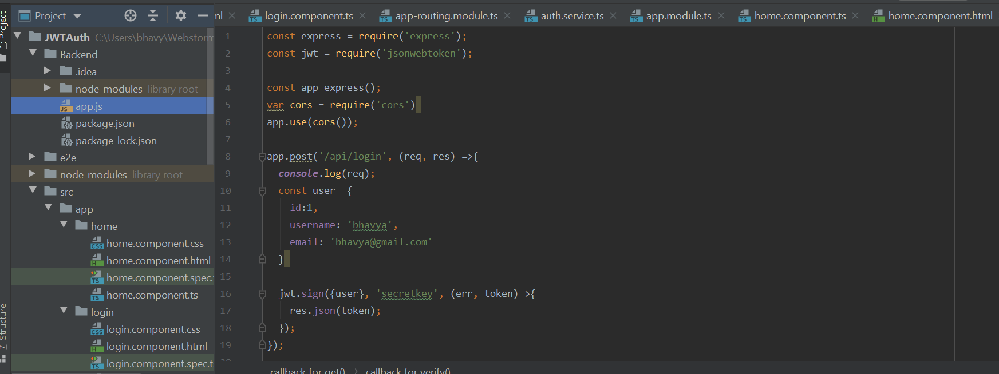 Project
ml
login.component.ts
app-routing.module.ts
auth.service.ts
app.module.ts
home.component.ts
home.component.html
1: Project
JWTAuth C:\Users\bhavy\Webstorm
Backend
.idea
node_modules library root
app.js
package.json
package-lock.json
e2e
node_modules library root
src
app
home
home.component.css
home.component.html
home.component.spec.
home.component.ts
login
login.component.css
login.component.html
login.component.spec.ts
7: Structure
1 const express = require('express');
2 const jwt = require('jsonwebtoken');
3
4 const app=express();
5 var cors = require('cors')
6 app.use(cors());
7
8 app.post('/api/login', (req, res) =>{
9 console.log(req);
10 const user ={
11 id:1,
12 username: 'bhavya',
13 email: 'bhavya@gmail.com'
14 }
15
16 jwt.sign({user}, 'secretkey', (err, token)=>{
17 res.json(token);
18 });
19 });
callback for get() › callback for verify()